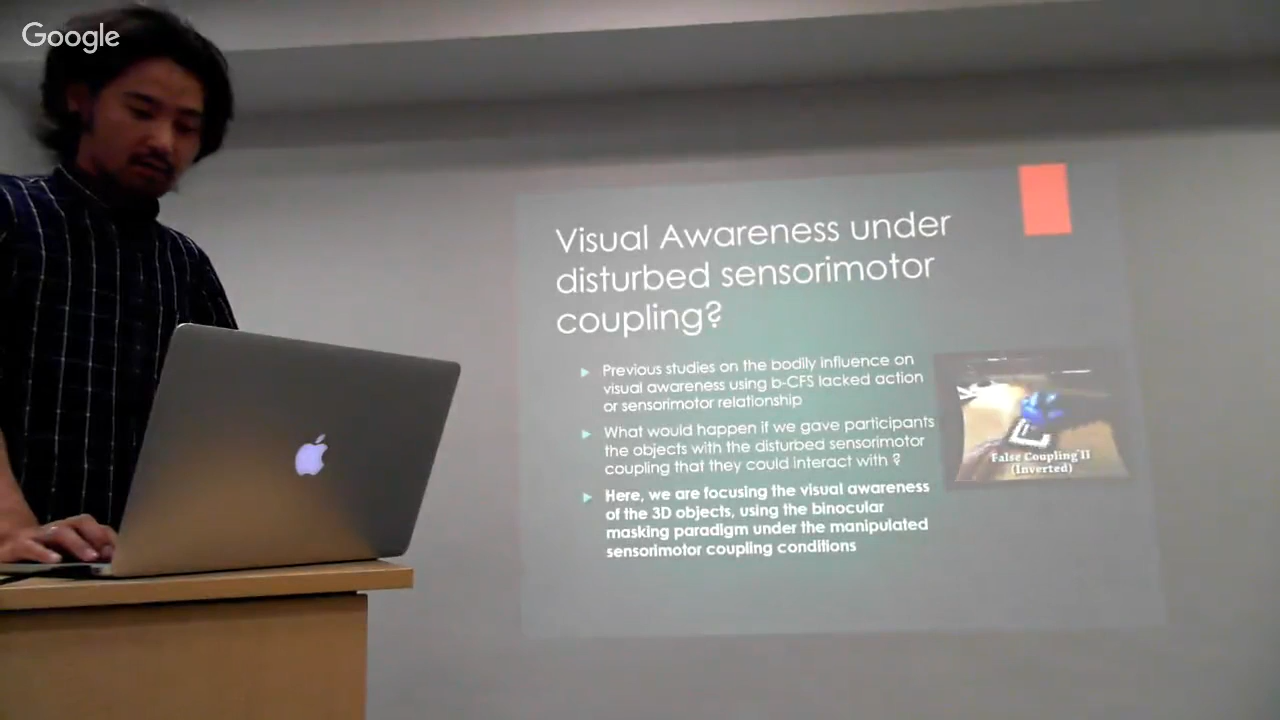 Google
Visual Awareness under
disturbed sensorimotor
coupling?
Previous studies on the bodily influence on
visual awareness using b-CFS lacked action
or sensorimotor relationship
What would happen if we gave participants
the objects with the disturbed sensorimotor
coupling that they could interact with ?
Here, we are focusing the visual awareness
of the 3D objects, using the binocular
masking paradigm under the manipulated
sensorimotor coupling conditions
False Coupling II
(Inverted)